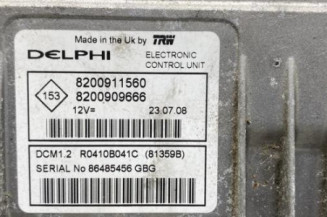 Made in the Uk by TRW
DELPHI ELECTRONIC CONTROL UNIT
153
8200911560
8200909666
12V= 23.07.08
DCM1.2 R0410B041C (81359B)
SERIAL No 86485456 GBG